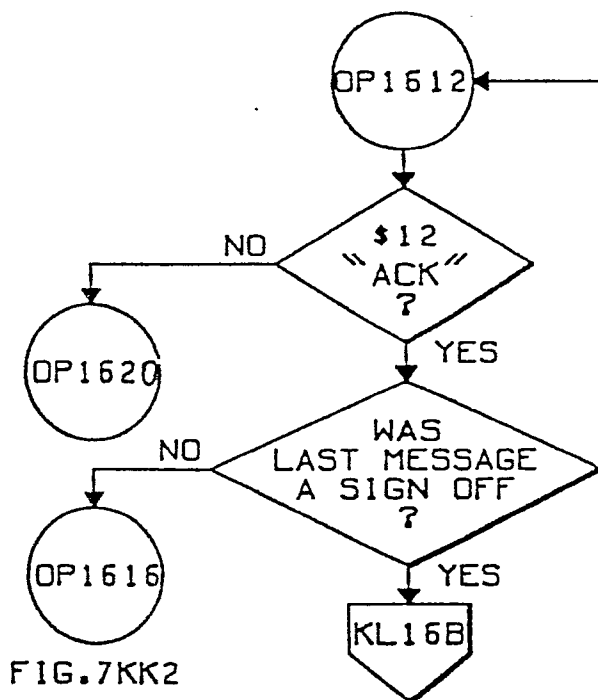 OP1612
$12
"ACK"
?
NO
YES
OP1620
WAS
LAST MESSAGE
A SIGN OFF
?
NO
YES
OP1616
KL16B
FIG.7KK2